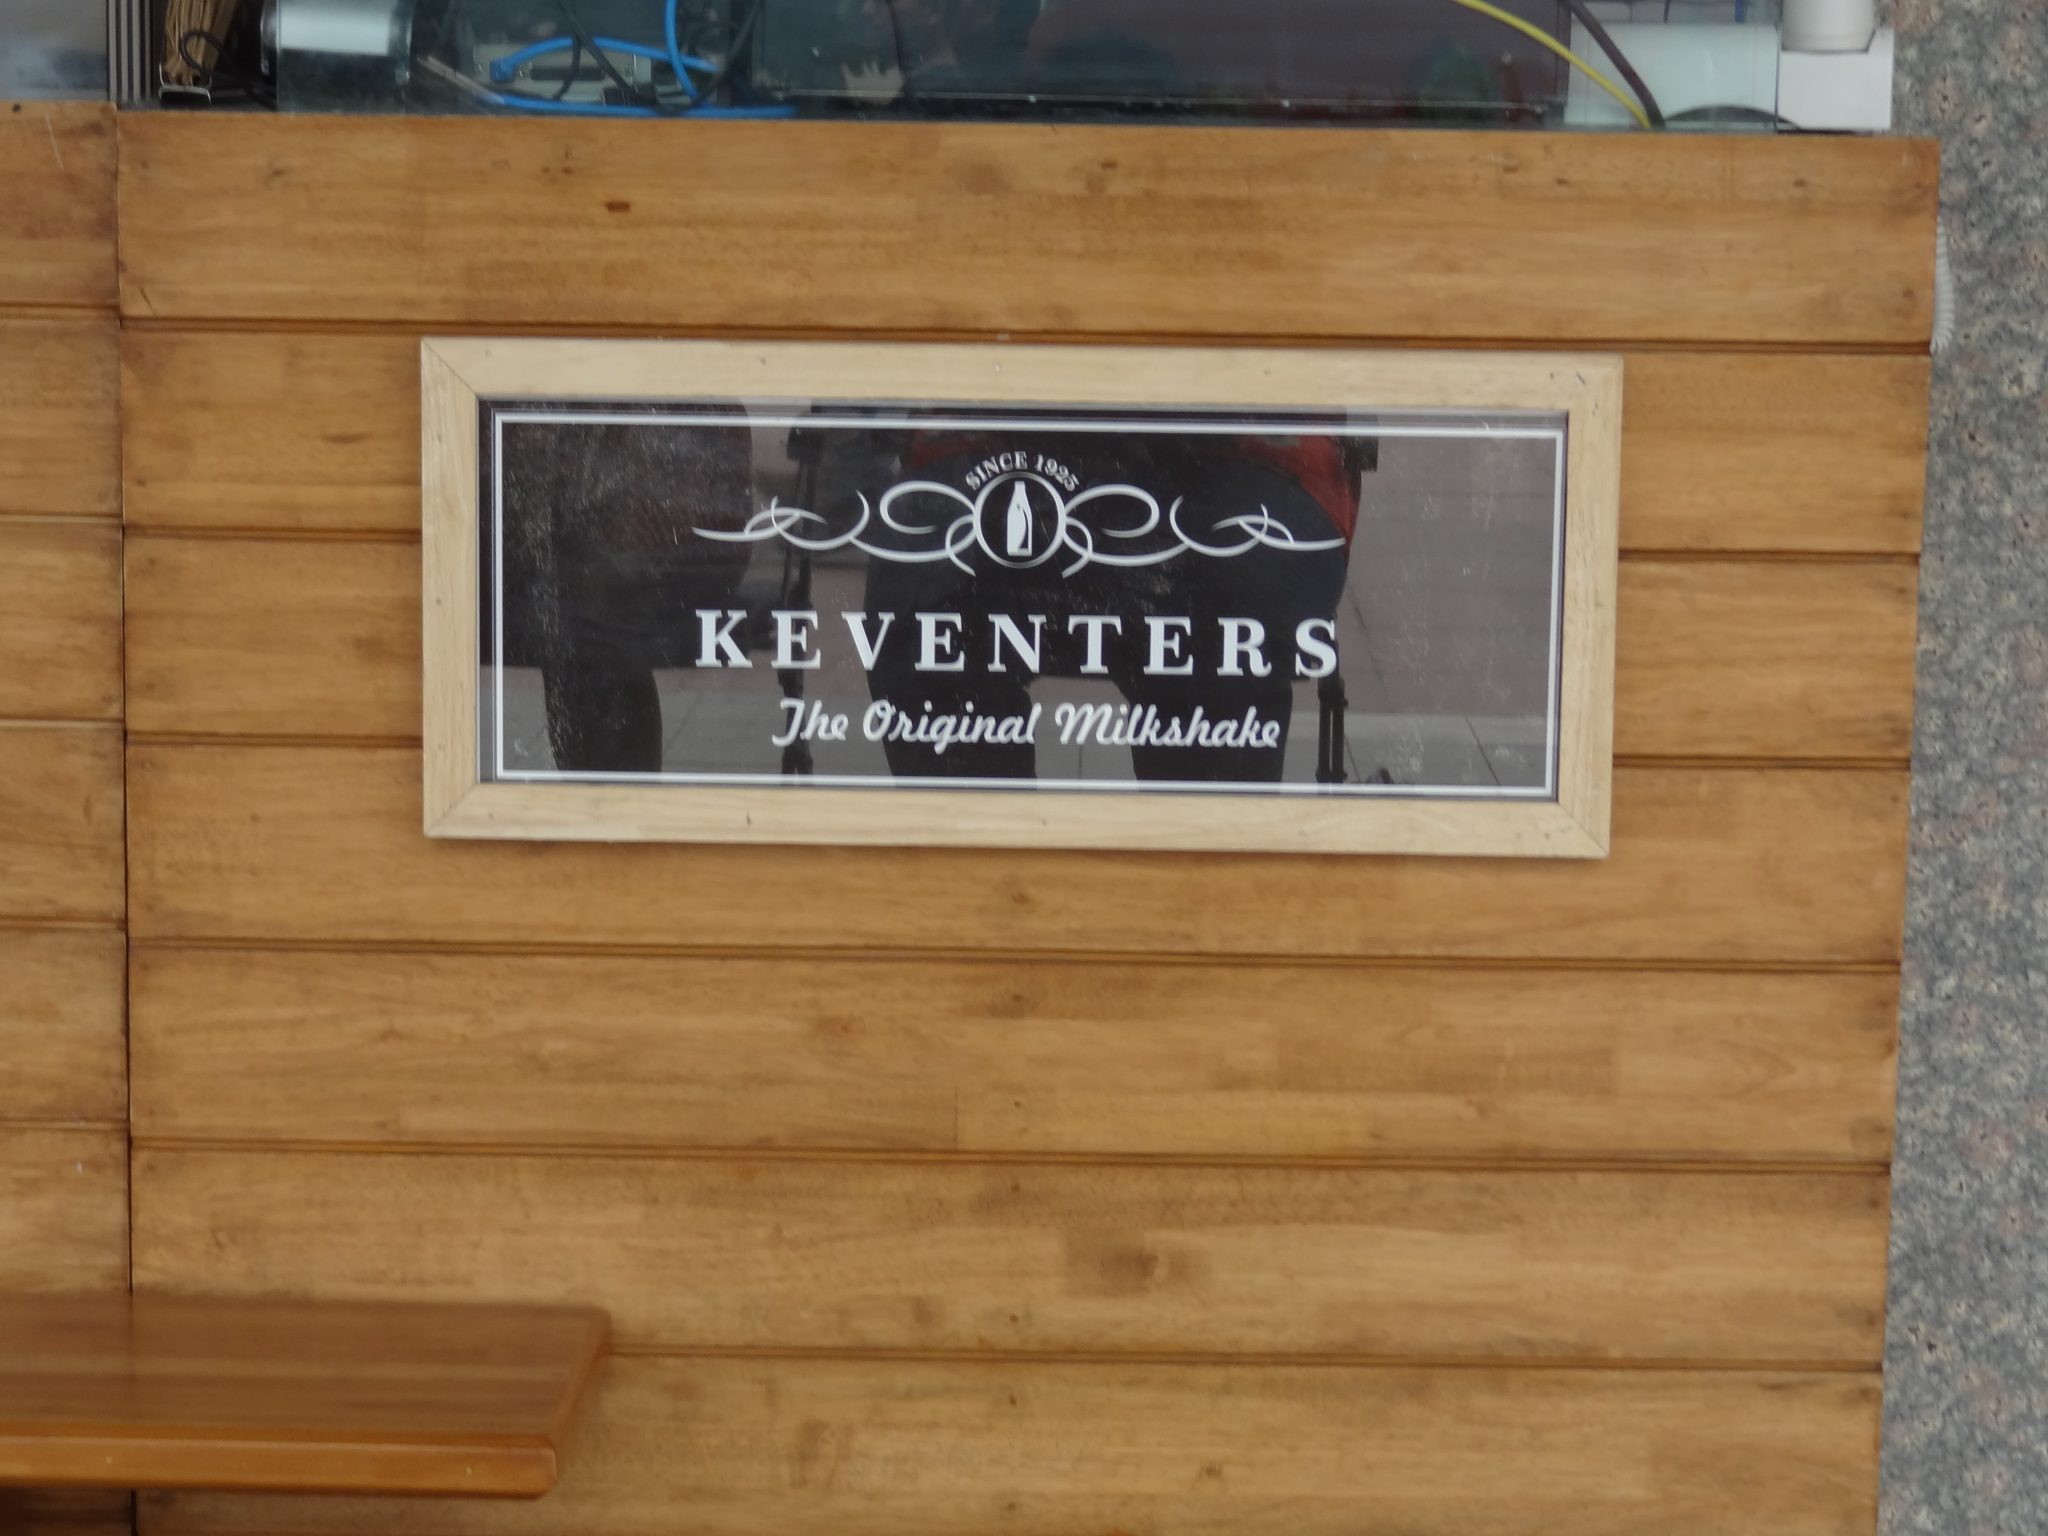 SINCE 1925
KEVENTERS
The Original Milkshake